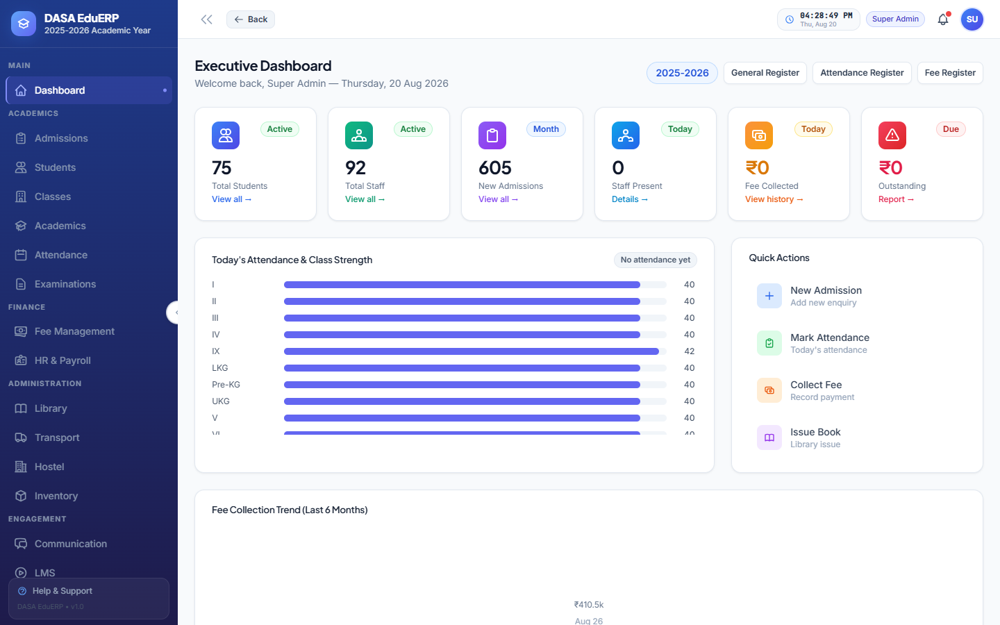 DASA EduERP
2025-2026 Academic Year
MAIN
Dashboard
ACADEMICS
Admissions
Students
Classes
Academics
Attendance
Examinations
FINANCE
Fee Management
HR & Payroll
ADMINISTRATION
Library
Transport
Hostel
Inventory
ENGAGEMENT
Communication
LMS
Help & Support
DASA EduERP • v1.0
← Back
04:28:49 PM
Thu, Aug 20
Super Admin
SU
Executive Dashboard
Welcome back, Super Admin — Thursday, 20 Aug 2026
2025-2026
General Register
Attendance Register
Fee Register
Active
75
Total Students
View all →
Active
92
Total Staff
View all →
Month
605
New Admissions
View all →
Today
0
Staff Present
Details →
Today
₹0
Fee Collected
View history →
Due
₹0
Outstanding
Report →
Today's Attendance & Class Strength
No attendance yet
I 40
II 40
III 40
IV 40
IX 42
LKG 40
Pre-KG 40
UKG 40
V 40
VI 40
Quick Actions
New Admission
Add new enquiry
Mark Attendance
Today's attendance
Collect Fee
Record payment
Issue Book
Library issue
Fee Collection Trend (Last 6 Months)
₹410.5k
Aug 26